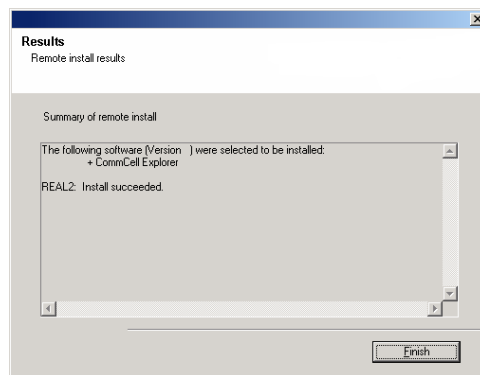 Results
Remote install results
Summary of remote install
The following software (Version   ) were selected to be installed:
+ CommCell Explorer
REAL2:  Install succeeded.
Finish